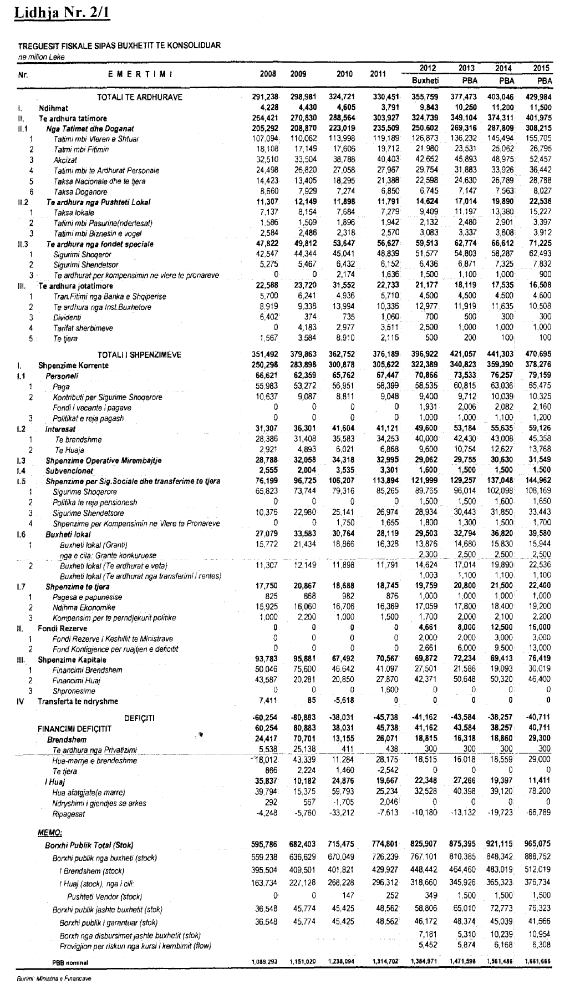 Lidhja Nr. 2/1
TREGUESIT FISKALE SIPAS BUXHETIT TE KONSOLIDUAR
ne milion Leke
Nr. E M E R T I M I 2008 2009 2010 2011 2012 2013 2014 2015
Buxheti PBA PBA PBA
TOTALI TE ARDHURAVE 291,238 298,981 324,721 330,451 355,759 377,473 403,046 429,984
I. Ndihmat 4,228 4,430 4,605 3,791 9,843 10,250 11,200 11,500
II. Te ardhura tatimore 264,421 270,830 288,564 303,927 324,739 349,104 374,311 401,975
II.1 Nga Tatimet dhe Doganat 205,292 208,870 223,019 235,509 250,602 269,316 287,809 308,215
1 Tatimi mbi Vleren e Shtuar 107,094 110,062 113,998 119,189 126,873 136,232 145,494 155,705
2 Tatmi mbi Fitimin 18,108 17,149 17,606 19,712 21,980 23,531 25,062 26,795
3 Akcizat 32,510 33,504 38,788 40,403 42,652 45,893 48,975 52,457
4 Tatimi mbi te Ardhurat Personale 24,498 26,820 27,058 27,967 29,754 31,883 33,926 36,442
5 Taksa Nacionale dhe te tjera 14,423 13,405 18,295 21,388 22,598 24,630 26,789 28,788
6 Taksa Doganore 8,660 7,929 7,274 6,850 6,745 7,147 7,563 8,027
II.2 Te ardhura nga Pushteti Lokal 11,307 12,149 11,898 11,791 14,624 17,014 19,890 22,536
1 Taksa lokale 7,137 8,154 7,684 7,279 9,409 11,197 13,380 15,227
2 Tatimi mbi Pasurine(ndertesat) 1,586 1,509 1,896 1,942 2,132 2,480 2,901 3,397
3 Tatimi mbi Biznesin e vogel 2,584 2,486 2,318 2,570 3,083 3,337 3,608 3,912
II.3 Te ardhura nga fondet speciale 47,822 49,812 53,647 56,627 59,513 62,774 66,612 71,225
1 Sigurimi Shoqeror 42,547 44,344 45,041 48,839 51,577 54,803 58,287 62,493
2 Sigurimi Shendetsor 5,275 5,467 6,432 6,152 6,436 6,871 7,325 7,832
3 Te ardhurat per kompensimin ne vlere te pronareve 0 0 2,174 1,636 1,500 1,100 1,000 900
III. Te ardhura jotatimore 22,588 23,720 31,552 22,733 21,177 18,119 17,535 16,508
1 Tran.Fitimi nga Banka e Shqiperise 5,700 6,241 4,936 5,710 4,500 4,500 4,500 4,600
2 Te ardhura nga Inst.Buxhetore 8,919 9,338 13,994 10,336 12,977 11,919 11,635 10,508
3 Dividenti 6,402 374 735 1,060 700 500 300 300
4 Tarifat sherbimeve 0 4,183 2,977 3,511 2,500 1,000 1,000 1,000
5 Te tjera 1,567 3,584 8,910 2,116 500 200 100 100
TOTALI I SHPENZIMEVE 351,492 379,863 362,752 376,189 396,922 421,057 441,303 470,695
I. Shpenzime Korrente 250,298 283,898 300,878 305,622 322,389 340,823 359,390 378,276
I.1 Personeli 66,621 62,359 65,762 67,447 70,866 73,533 76,257 79,159
1 Paga 55,983 53,272 56,951 58,399 58,535 60,815 63,036 65,475
2 Kontributi per Sigurime Shoqerore 10,637 9,087 8,811 9,048 9,400 9,712 10,039 10,325
Fondi i vecante i pagave 0 0 0 0 1,931 2,006 2,082 2,160
3 Politikat e reja pagash 0 0 0 0 1,000 1,000 1,100 1,200
I.2 Interesat 31,307 36,301 41,604 41,121 49,600 53,184 55,635 59,126
1 Te brendshme 28,386 31,408 35,583 34,253 40,000 42,430 43,008 45,358
2 Te Huaja 2,921 4,893 6,021 6,868 9,600 10,754 12,627 13,768
I.3 Shpenzime Operative Mirembajtje 28,788 32,058 34,318 32,995 29,062 29,755 30,630 31,549
I.4 Subvencionet 2,555 2,004 3,535 3,301 1,600 1,500 1,500 1,500
I.5 Shpenzime per Sig.Sociale dhe transferime te tjera 76,199 96,725 106,207 113,894 121,999 129,257 137,048 144,962
1 Sigurime Shoqerore 65,823 73,744 79,316 85,265 89,765 96,014 102,098 108,169
2 Politika te reja pensionesh 0 0 0 0 1,500 1,500 1,600 1,650
3 Sigurime Shendetsore 10,376 22,980 25,141 26,974 28,934 30,443 31,850 33,443
4 Shpenzime per Kompensimin ne Vlere te Pronareve 0 0 1,750 1,655 1,800 1,300 1,500 1,700
I.6 Buxheti lokal 27,079 33,583 30,764 28,119 29,503 32,794 36,820 39,580
1 Buxheti lokal (Granti) 15,772 21,434 18,866 16,328 13,876 14,680 15,830 15,944
nga e cila: Grante konkuruese 2,300 2,500 2,500 2,500
2 Buxheti lokal (Te ardhurat e veta) 11,307 12,149 11,898 11,791 14,624 17,014 19,890 22,536
Buxheti lokal (Te ardhurat nga transferimi i rentes) 1,003 1,100 1,100 1,100
I.7 Shpenzime te tjera 17,750 20,867 18,688 18,745 19,759 20,800 21,500 22,400
1 Pagesa e papunesise 825 868 982 876 1,000 1,000 1,000 1,000
2 Ndihma Ekonomike 15,925 16,060 16,706 16,369 17,059 17,800 18,400 19,200
3 Kompensim per te perndjekurit politike 1,000 2,200 1,000 1,500 1,700 2,000 2,100 2,200
II. Fondi Rezerve 0 0 0 0 4,661 8,000 12,500 16,000
1 Fondi Rezerve i Keshillit te Ministrave 0 0 0 0 2,000 2,000 3,000 3,000
2 Fond Kontigjence per ruajtjen e deficitit 0 0 0 0 2,661 6,000 9,500 13,000
III. Shpenzime Kapitale 93,783 95,881 67,492 70,567 69,872 72,234 69,413 76,419
1 Financimi Brendshem 50,046 75,600 46,642 41,097 27,501 21,586 19,093 30,019
2 Financimi Huaj 43,587 20,281 20,850 27,870 42,371 50,648 50,320 46,400
3 Shpronesime 0 0 0 1,600 0 0 0 0
IV Transferta te ndryshme 7,411 85 -5,618 0 0 0 0 0
DEFIÇITI -60,254 -80,883 -38,031 -45,738 -41,162 -43,584 -38,257 -40,711
FINANCIMI DEFIÇITIT 60,254 80,883 38,031 45,738 41,162 43,584 38,257 40,711
Brendshem 24,417 70,701 13,155 26,071 18,815 16,318 18,860 29,300
Te ardhura nga Privatizimi 5,538 25,138 411 438 300 300 300 300
Hua-marrje e brendeshme 18,012 43,339 11,284 28,175 18,515 16,018 18,559 29,000
Te tjera 866 2,224 1,460 -2,542 0 0 0 0
I Huaj 35,837 10,182 24,876 19,667 22,348 27,266 19,397 11,411
Hua afatgjate(e marre) 39,794 15,375 59,793 25,234 32,528 40,398 39,120 78,200
Ndryshimi i gjendjes se arkes 292 567 -1,705 2,046 0 0 0 0
Ripagesat -4,248 -5,760 -33,212 -7,613 -10,180 -13,132 -19,723 -66,789
MEMO:
Borxhi Publik Total (Stok) 595,786 682,403 715,475 774,801 825,907 875,395 921,115 965,075
Borxhi publik nga buxheti (stock) 559,238 636,629 670,049 726,239 767,101 810,385 848,342 888,752
I Brendshem (stock) 395,504 409,501 401,821 429,927 448,442 464,460 483,019 512,019
I Huaj (stock), nga i cili: 163,734 227,128 268,228 296,312 318,660 345,926 365,323 376,734
Pushteti Vendor (stock) 0 0 147 252 349 1,500 1,500 1,500
Borxhi publik jashte buxhetit (stok) 36,548 45,774 45,425 48,562 58,806 65,010 72,773 76,323
Borxhi publik i garantuar (stok) 36,548 45,774 45,425 48,562 46,172 48,374 45,039 41,566
Borxh nga disbursimet jashte buxhetit (stok) 7,181 5,310 10,239 10,954
Provigjion per riskun nga kursi i kembimit (flow) 5,452 5,874 6,168 6,308
PBB nominal 1,089,293 1,151,020 1,238,094 1,314,702 1,384,971 1,471,598 1,561,486 1,661,666
Burimi: Ministria e Financave